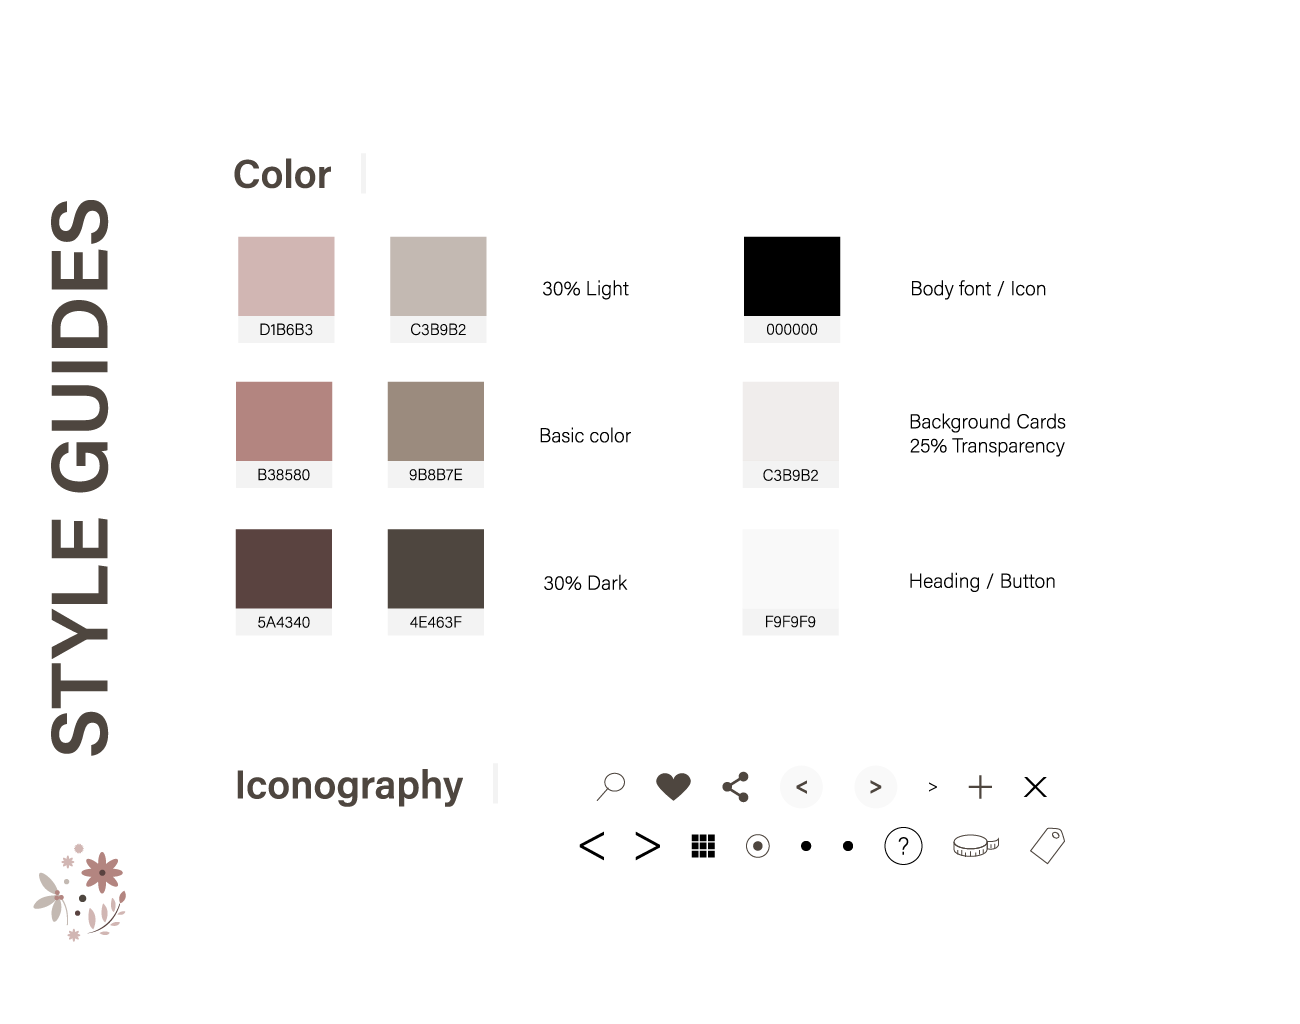 STYLE GUIDES
Color
D1B6B3
C3B9B2
30% Light
000000
Body font / Icon
B38580
9B8B7E
Basic color
C3B9B2
Background Cards
25% Transparency
5A4340
4E463F
30% Dark
F9F9F9
Heading / Button
Iconography
< > >
< > ?